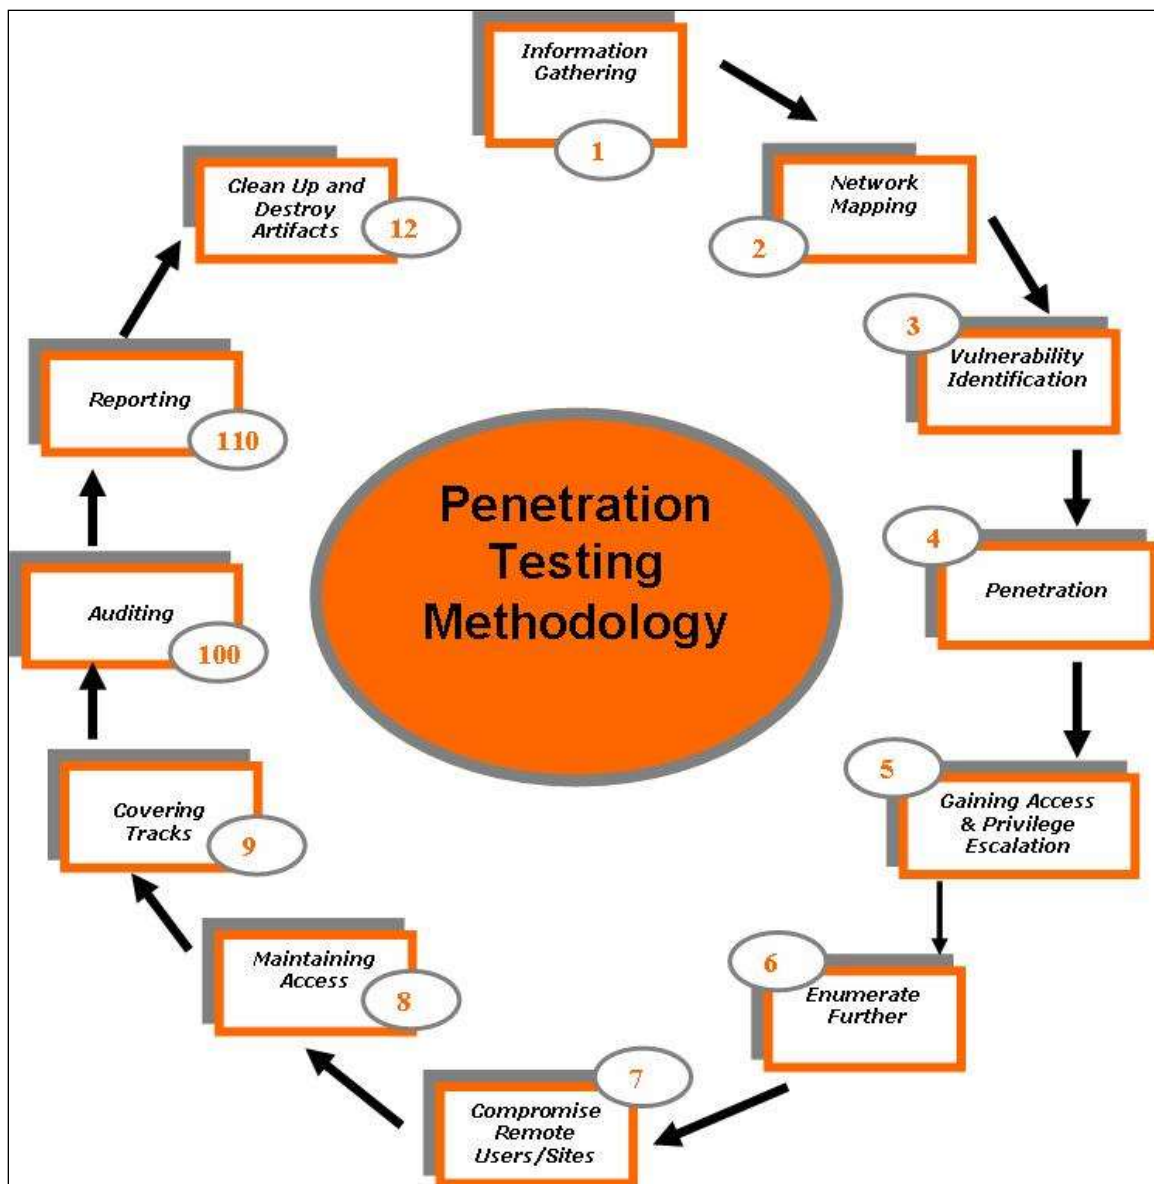 Information
Gathering
1
Network
Mapping
2
3
Vulnerability
Identification
4
Penetration
5
Gaining Access
& Privilege
Escalation
6
Enumerate
Further
7
Compromise
Remote
Users/Sites
Maintaining
Access
8
Covering
Tracks
9
Auditing
100
Reporting
110
Clean Up and
Destroy
Artifacts
12
Penetration
Testing
Methodology